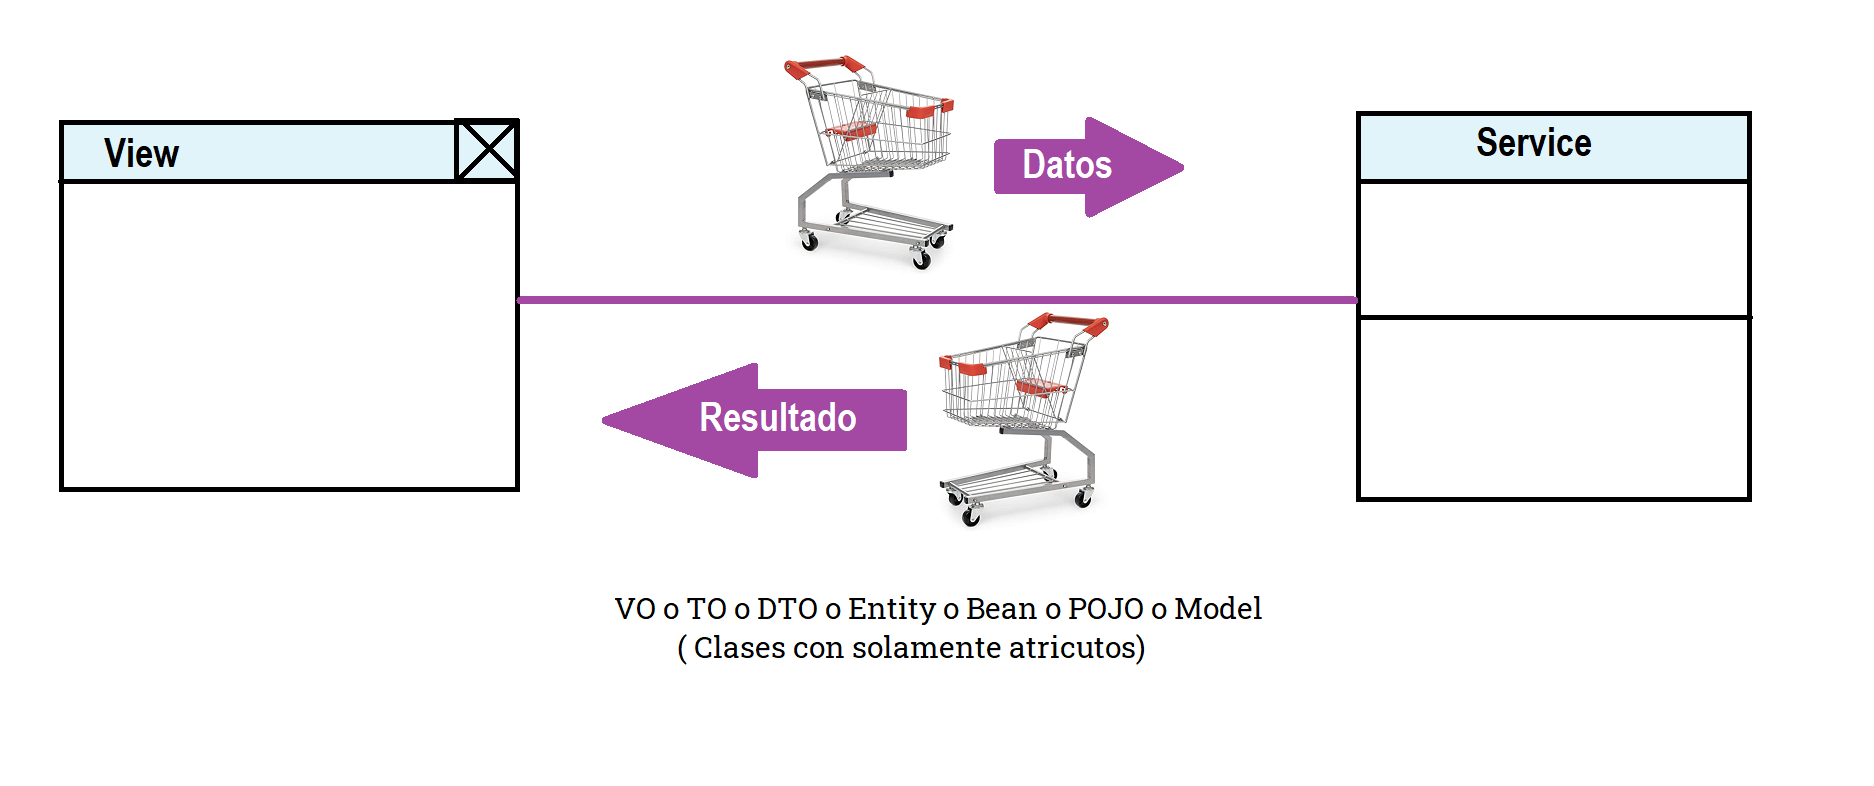 View
Datos
Service
Resultado
VO o TO o DTO o Entity o Bean o POJO o Model
( Clases con solamente atricutos)